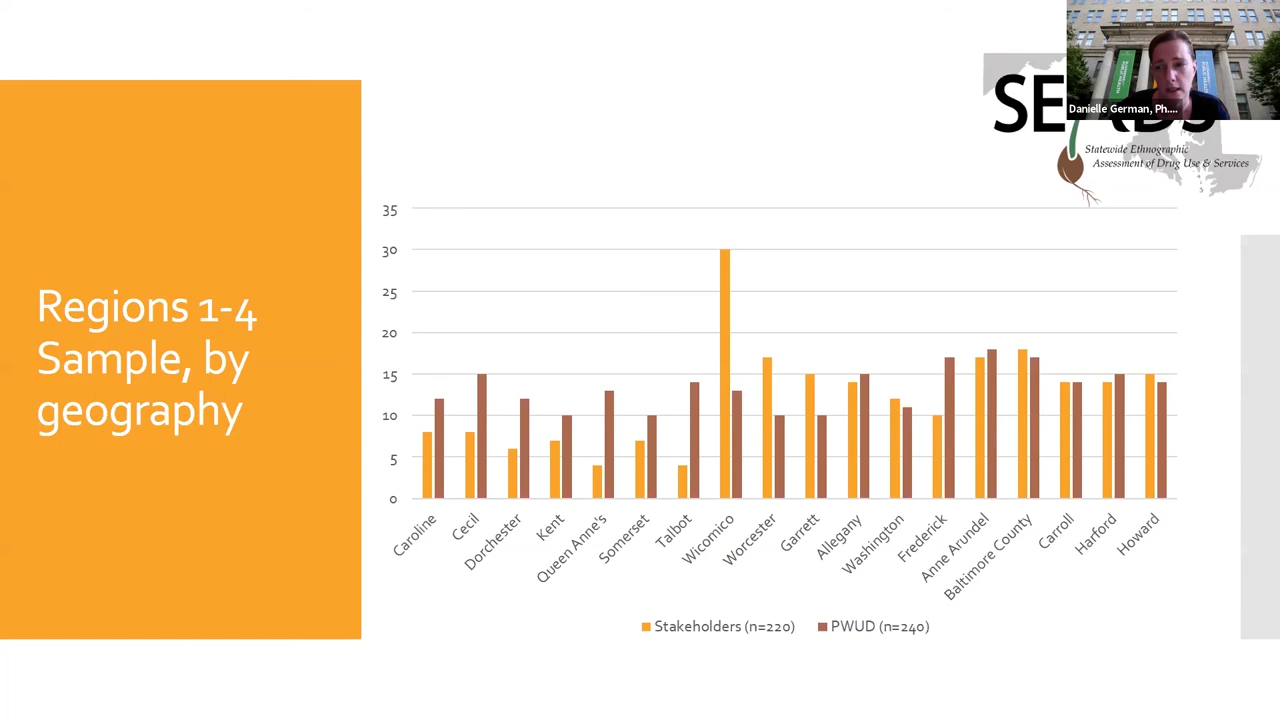 Danielle German, Ph....
Statewide Ethnographic
Assessment of Drug Use & Services
Regions 1-4
Sample, by
geography
35
30
25
20
15
10
5
0
Caroline
Cecil
Dorchester
Kent
Queen Anne's
Somerset
Talbot
Wicomico
Worcester
Garrett
Allegany
Washington
Frederick
Anne Arundel
Baltimore County
Carroll
Harford
Howard
Stakeholders (n=220)
PWUD (n=240)